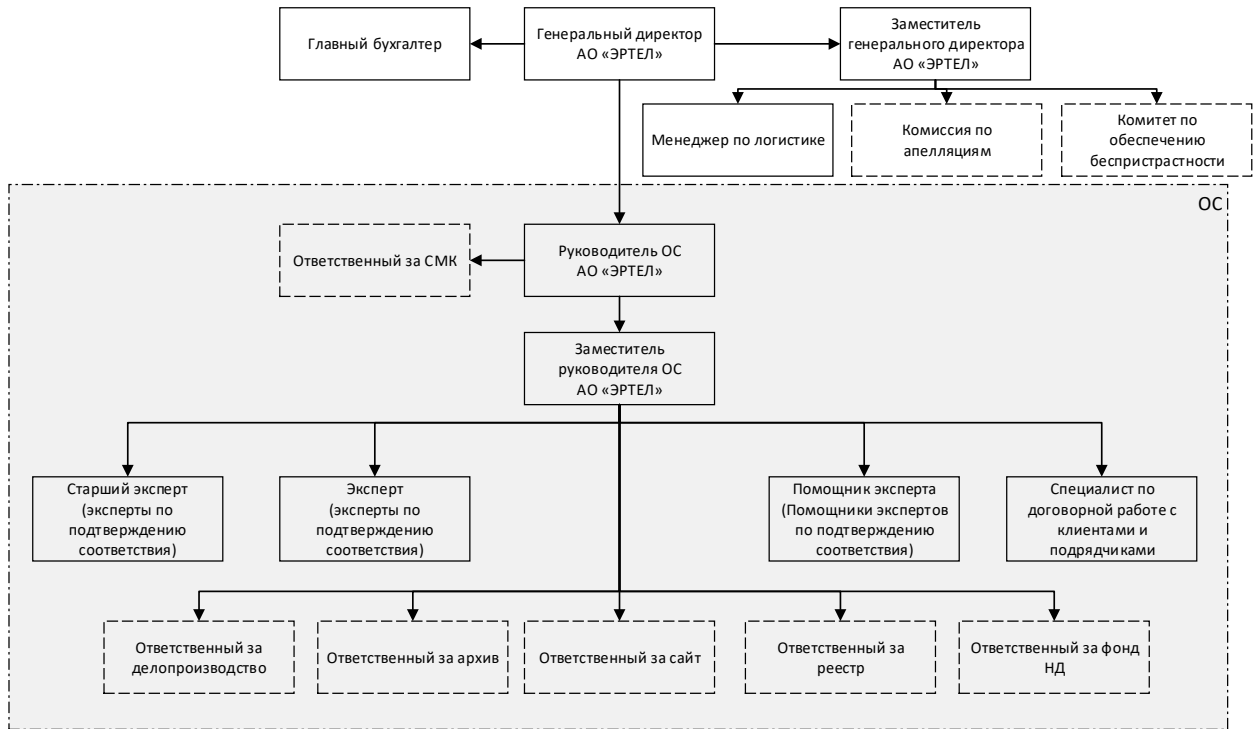 Главный бухгалтер
Генеральный директор
АО «ЭРТЕЛ»
Заместитель
генерального директора
АО «ЭРТЕЛ»
Менеджер по логистике
Комиссия по
апелляциям
Комитет по
обеспечению
беспристрастности
ОС
Ответственный за СМК
Руководитель ОС
АО «ЭРТЕЛ»
Заместитель
руководителя ОС
АО «ЭРТЕЛ»
Старший эксперт
(эксперты по
подтверждению
соответствия)
Эксперт
(эксперты по
подтверждению
соответствия)
Помощник эксперта
(Помощники экспертов
по подтверждению
соответствия)
Специалист по
договорной работе с
клиентами и
подрядчиками
Ответственный за
делопроизводство
Ответственный за архив
Ответственный за сайт
Ответственный за
реестр
Ответственный за фонд
НД